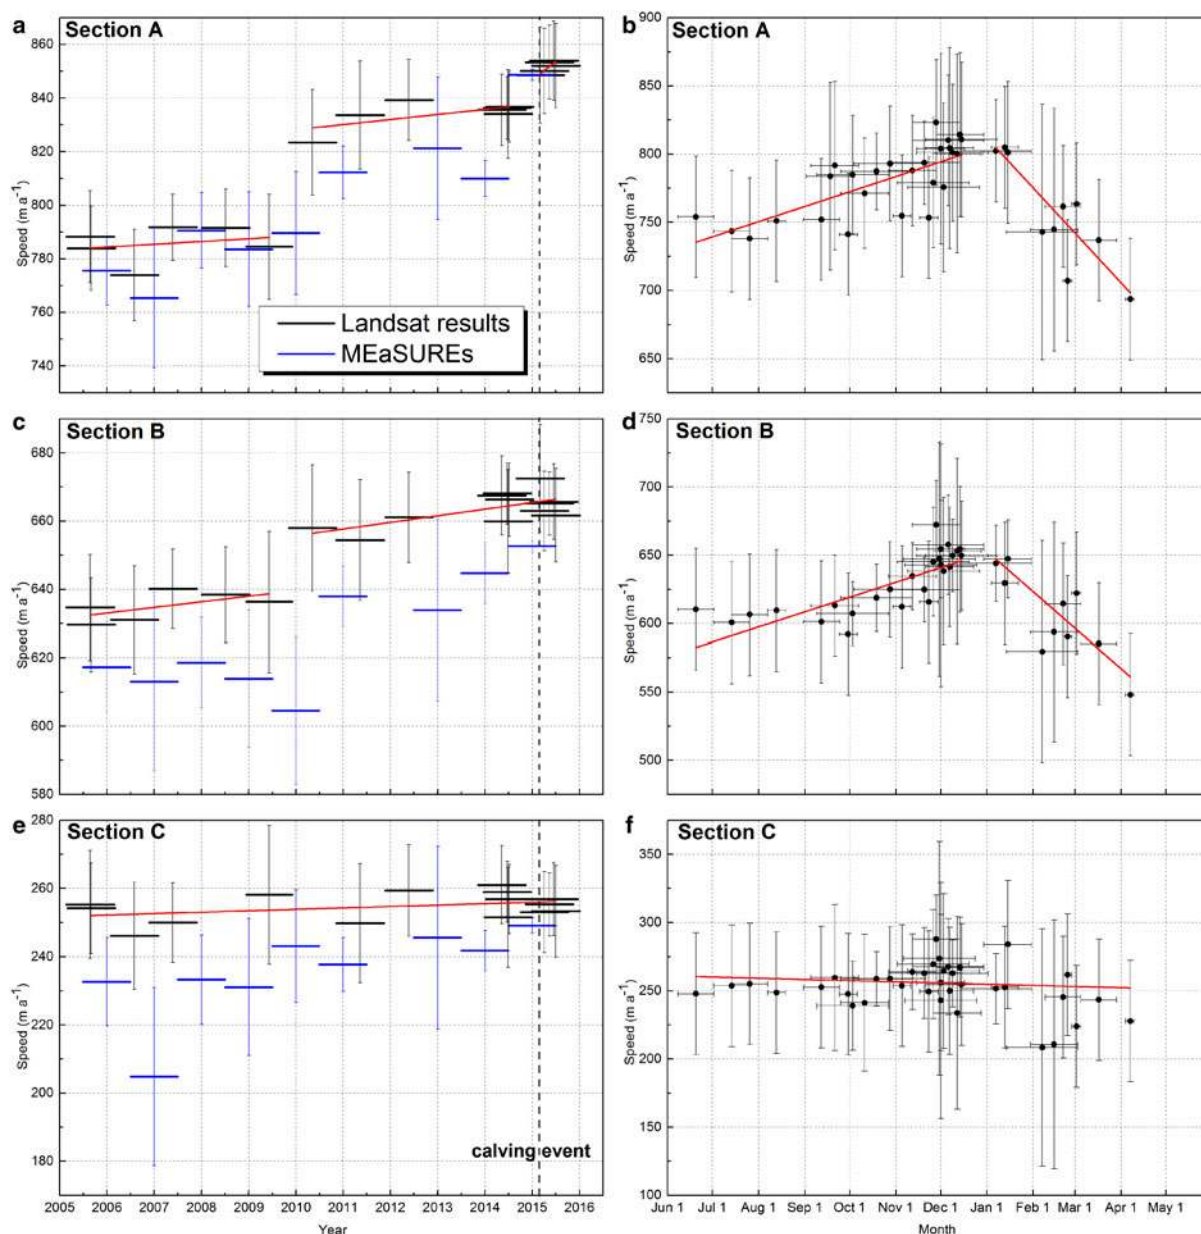 a Section A
860
840
820
800
780
760
740
Speed (m a⁻¹)
Landsat results
MEaSUREs
b Section A
900
850
800
750
700
650
Speed (m a⁻¹)
c Section B
680
660
640
620
600
580
Speed (m a⁻¹)
d Section B
750
700
650
600
550
500
Speed (m a⁻¹)
e Section C
280
260
240
220
200
180
Speed (m a⁻¹)
calving event
2005 2006 2007 2008 2009 2010 2011 2012 2013 2014 2015 2016
Year
f Section C
350
300
250
200
150
100
Speed (m a⁻¹)
Jun 1 Jul 1 Aug 1 Sep 1 Oct 1 Nov 1 Dec 1 Jan 1 Feb 1 Mar 1 Apr 1 May 1
Month